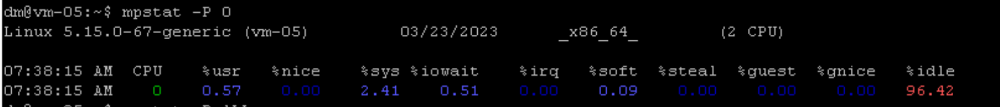 dm@vm-05:~$ mpstat -P 0
Linux 5.15.0-67-generic (vm-05) 03/23/2023 _x86_64_ (2 CPU)
07:38:15 AM CPU %usr %nice %sys %iowait %irq %soft %steal %guest %gnice %idle
07:38:15 AM 0 0.57 0.00 2.41 0.51 0.00 0.09 0.00 0.00 0.00 96.42